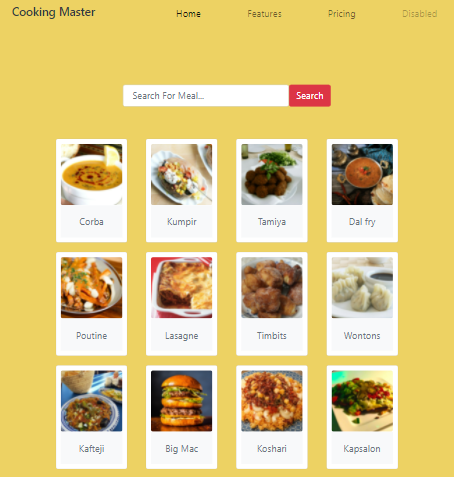 Cooking Master Home Features Pricing Disabled
Search For Meal... Search
Corba Kumpir Tamiya Dal fry
Poutine Lasagne Timbits Wontons
Kafteji Big Mac Koshari Kapsalon